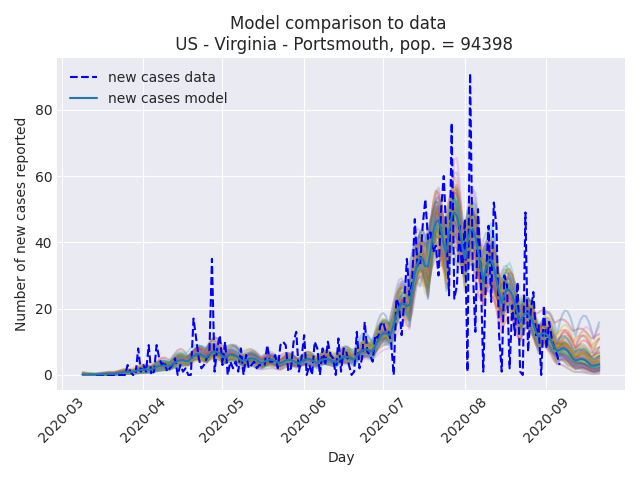 Model comparison to data
US - Virginia - Portsmouth, pop. = 94398
new cases data
new cases model
Number of new cases reported
80
60
40
20
0
2020-03
2020-04
2020-05
2020-06
2020-07
2020-08
2020-09
Day